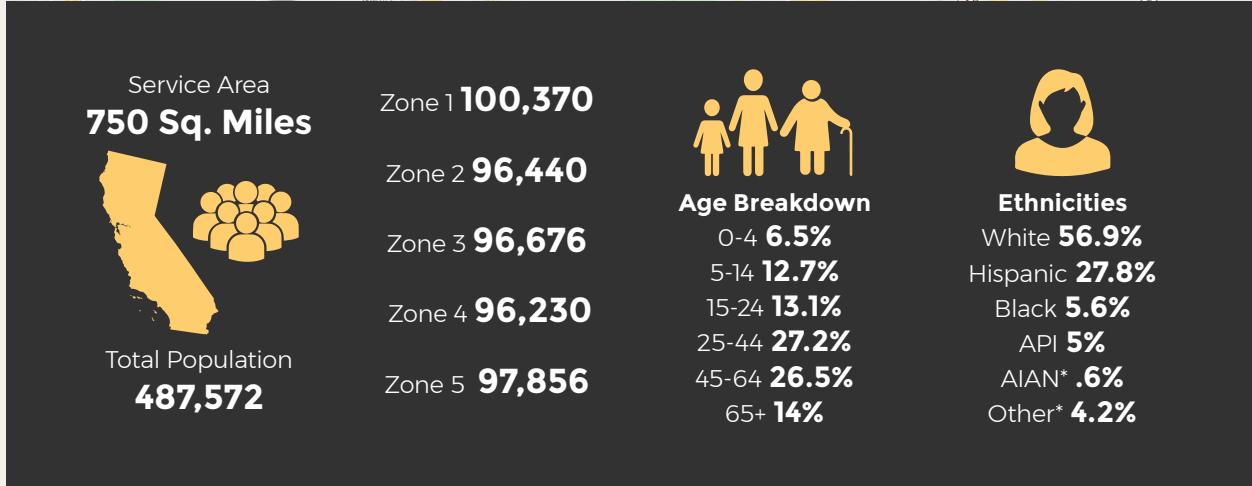 Service Area
750 Sq. Miles
Total Population
487,572
Zone 1 100,370
Zone 2 96,440
Zone 3 96,676
Zone 4 96,230
Zone 5 97,856
Age Breakdown
0-4 6.5%
5-14 12.7%
15-24 13.1%
25-44 27.2%
45-64 26.5%
65+ 14%
Ethnicities
White 56.9%
Hispanic 27.8%
Black 5.6%
API 5%
AIAN* .6%
Other* 4.2%